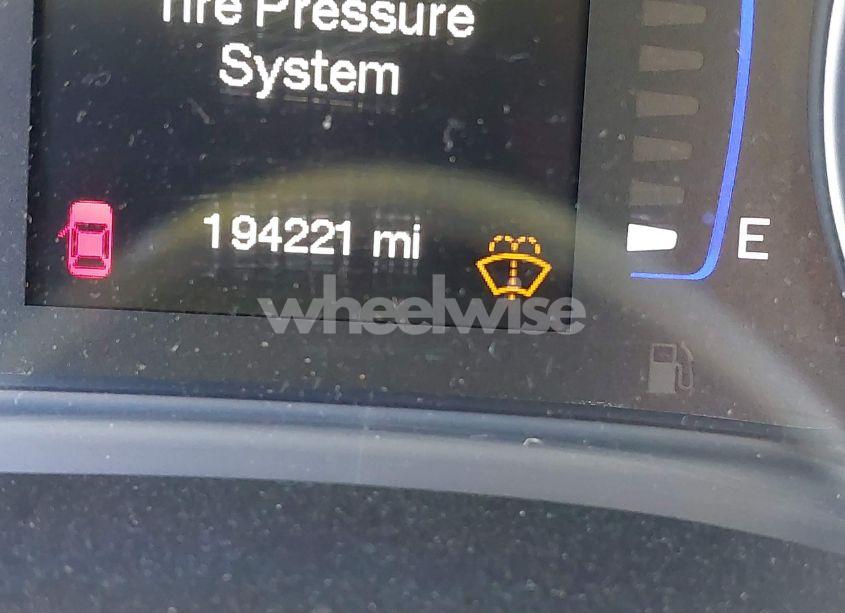 Tire Pressure
System
194221 mi
E
wheelwise